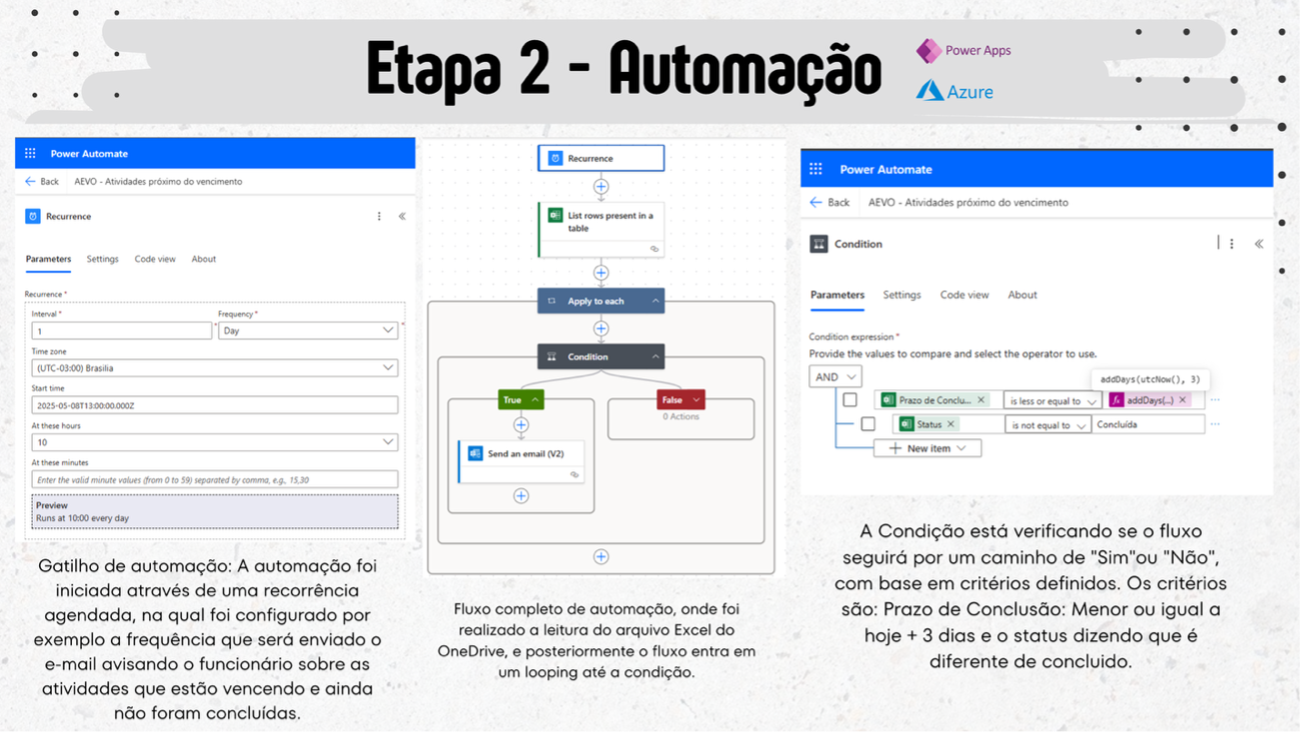 Etapa 2 - Automação
Power Apps
Azure
Power Automate
Back AEVO - Atividades próximo do vencimento
Recurrence
Parameters Settings Code view About
Recurrence *
Interval * Frequency *
1 * Day *
Time zone
(UTC-03:00) Brasilia
Start time
2025-05-08T13:00:00.000Z
At these hours
10
At these minutes
Enter the valid minute values (from 0 to 59) separated by comma, e.g., 15,30
Preview
Runs at 10:00 every day
Gatilho de automação: A automação foi
iniciada através de uma recorrência
agendada, na qual foi configurado por
exemplo a frequência que será enviado o
e-mail avisando o funcionário sobre as
atividades que estão vencendo e ainda
não foram concluídas.
Recurrence
List rows present in a
table
Apply to each
Condition
True
False
0 Actions
Send an email (V2)
Fluxo completo de automação, onde foi
realizado a leitura do arquivo Excel do
OneDrive, e posteriormente o fluxo entra em
um looping até a condição.
Power Automate
Back AEVO - Atividades próximo do vencimento
Condition
Parameters Settings Code view About
Condition expression *
Provide the values to compare and select the operator to use.
AND
addDays(utcNow(), 3)
Prazo de Conclu... is less or equal to addDays(...)
Status is not equal to Concluída
New item
A Condição está verificando se o fluxo
seguirá por um caminho de "Sim"ou "Não",
com base em critérios definidos. Os critérios
são: Prazo de Conclusão: Menor ou igual a
hoje + 3 dias e o status dizendo que é
diferente de concluido.